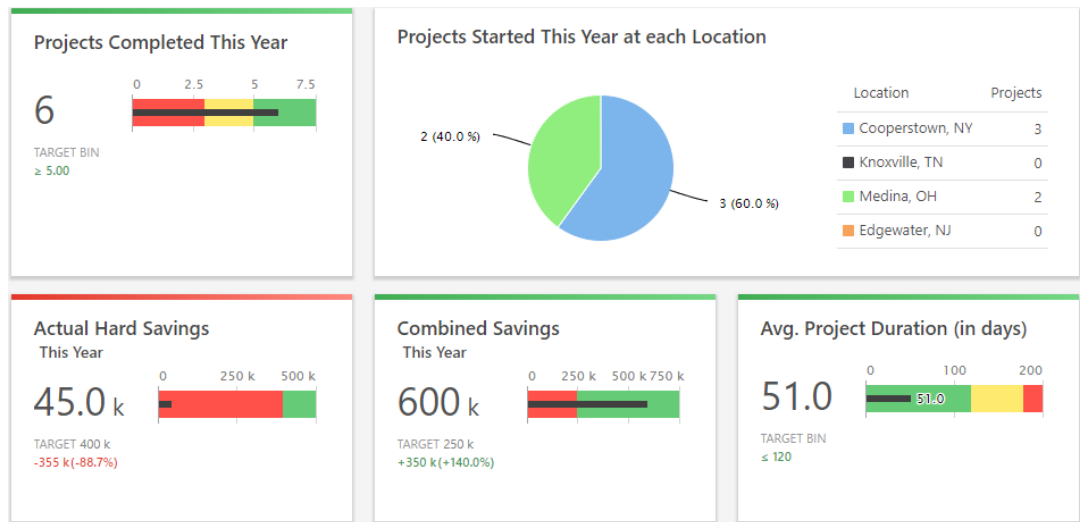 Projects Completed This Year
0 2.5 5 7.5
6
TARGET BIN
≥ 5.00
Projects Started This Year at each Location
2 (40.0 %)
3 (60.0 %)
Location Projects
Cooperstown, NY 3
Knoxville, TN 0
Medina, OH 2
Edgewater, NJ 0
Actual Hard Savings
This Year
0 250 k 500 k
45.0 k
TARGET 400 k
-355 k(-88.7%)
Combined Savings
This Year
0 250 k 500 k 750 k
600 k
TARGET 250 k
+350 k(+140.0%)
Avg. Project Duration (in days)
0 100 200
51.0
51.0
TARGET BIN
≤ 120